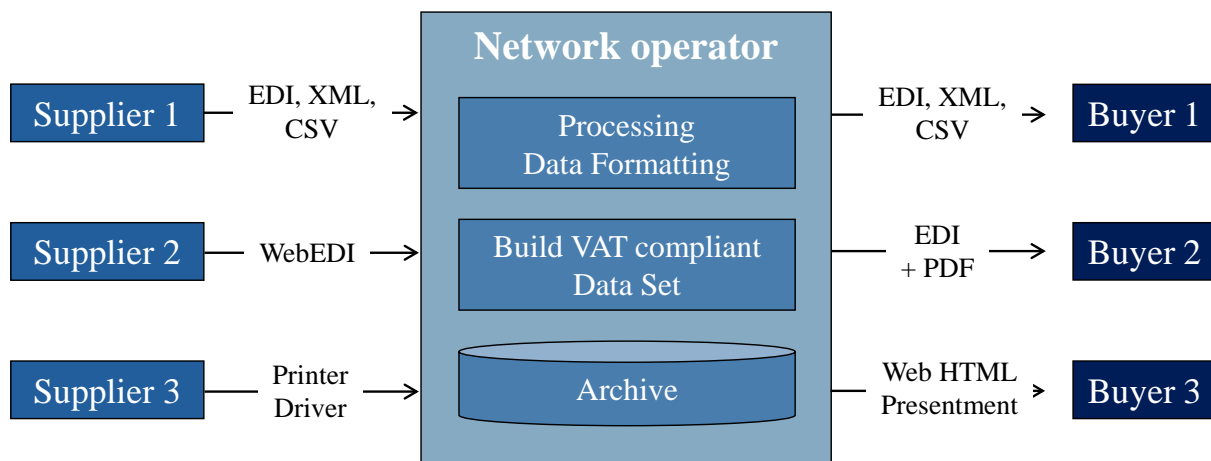 Network operator
Supplier 1
EDI, XML,
CSV
Processing
Data Formatting
EDI, XML,
CSV
Buyer 1
Supplier 2
WebEDI
Build VAT compliant
Data Set
EDI
+ PDF
Buyer 2
Supplier 3
Printer
Driver
Archive
Web HTML
Presentment
Buyer 3